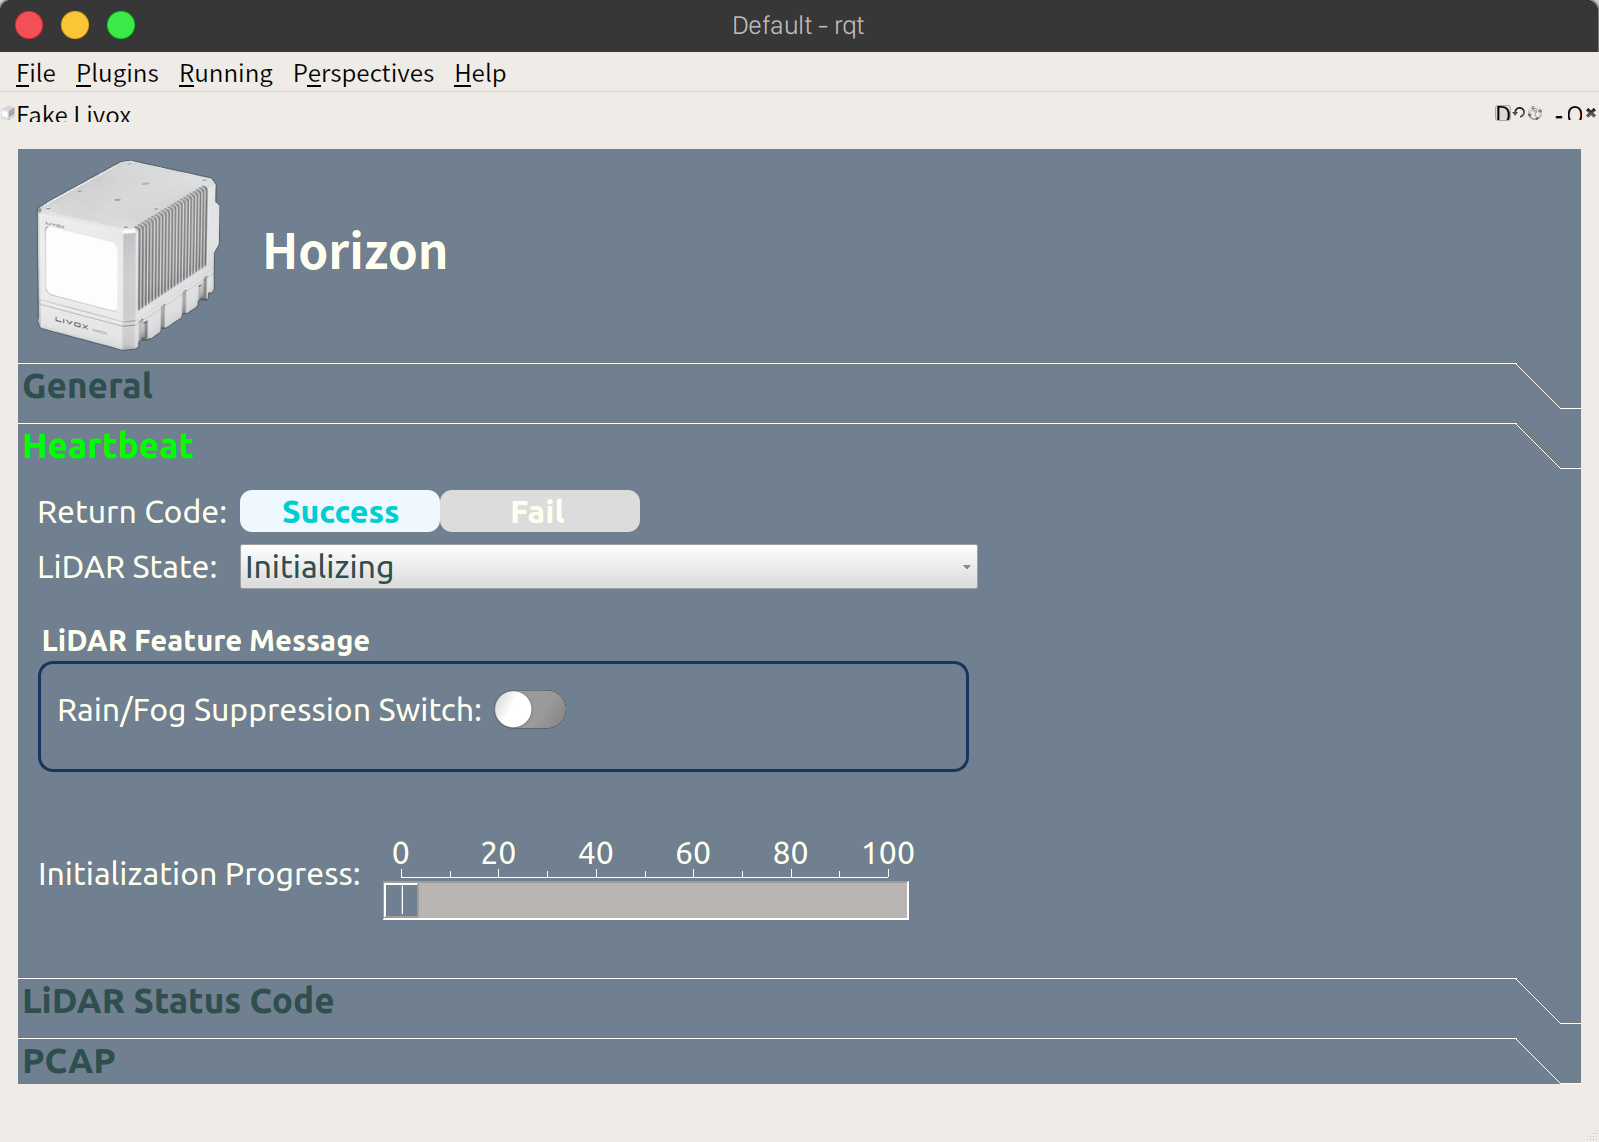 Default - rqt
File Plugins Running Perspectives Help
Fake Livox
D - O
LIVOX
Horizon
LIVOX
General
Heartbeat
Return Code: Success Fail
LiDAR State: Initializing
LiDAR Feature Message
Rain/Fog Suppression Switch:
0 20 40 60 80 100
Initialization Progress:
LiDAR Status Code
PCAP